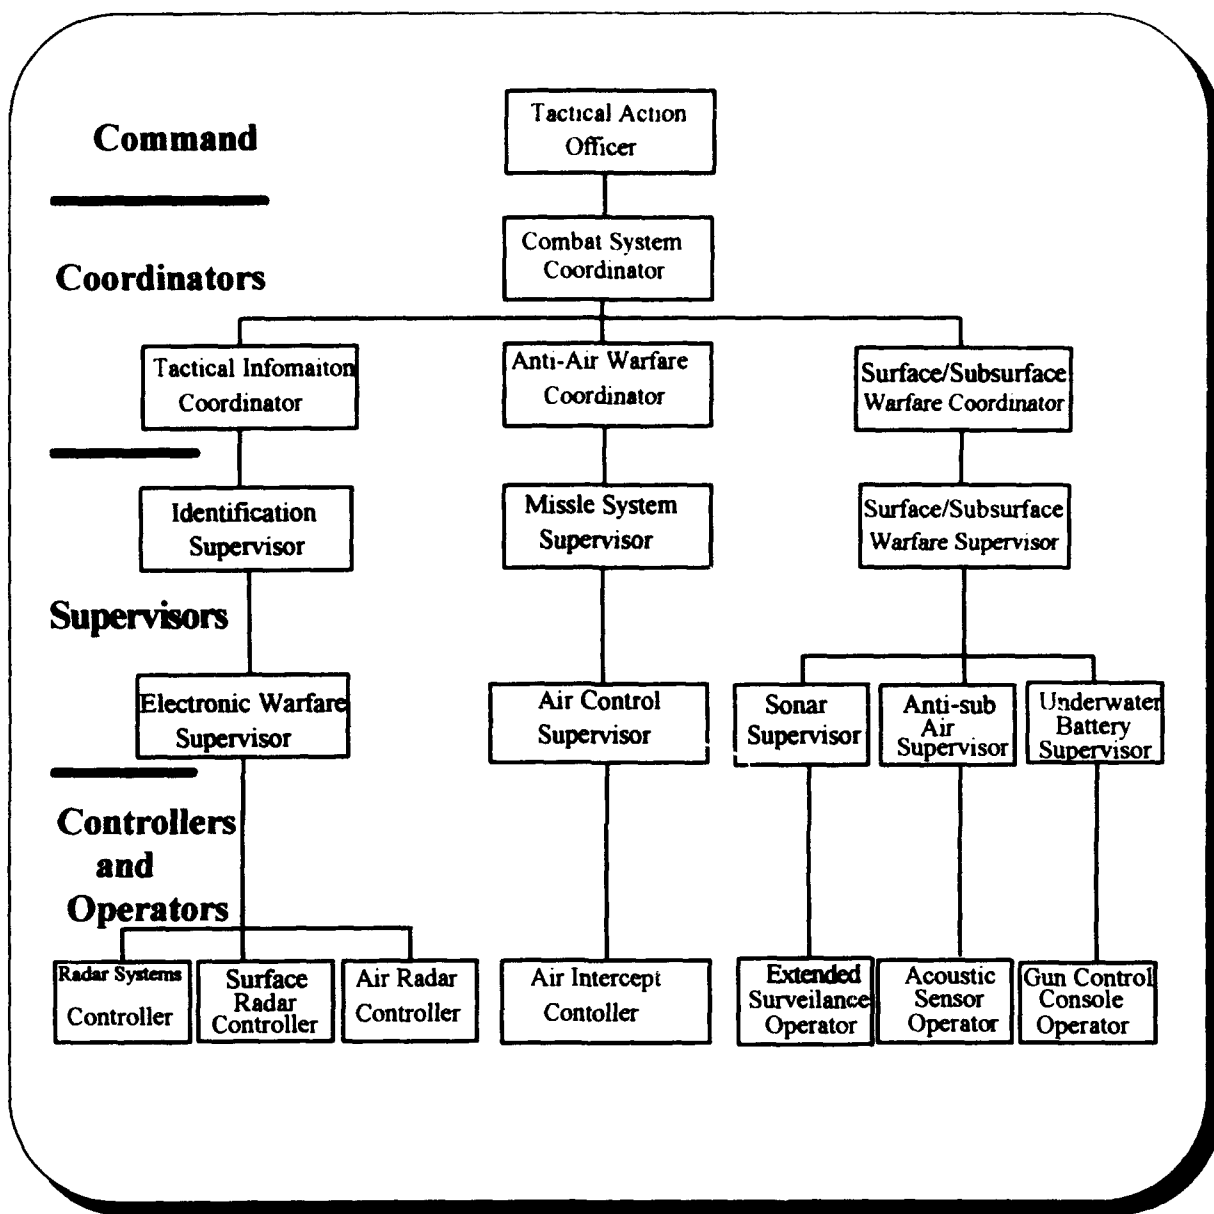 Command
Tactical Action
Officer
Combat System
Coordinator
Coordinators
Tactical Infomaiton
Coordinator
Anti-Air Warfare
Coordinator
Surface/Subsurface
Warfare Coordinator
Identification
Supervisor
Missle System
Supervisor
Surface/Subsurface
Warfare Supervisor
Supervisors
Electronic Warfare
Supervisor
Air Control
Supervisor
Sonar
Supervisor
Anti-sub
Air
Supervisor
Underwater
Battery
Supervisor
Controllers
and
Operators
Radar Systems
Controller
Surface
Radar
Controller
Air Radar
Controller
Air Intercept
Contoller
Extended
Surveilance
Operator
Acoustic
Sensor
Operator
Gun Control
Console
Operator